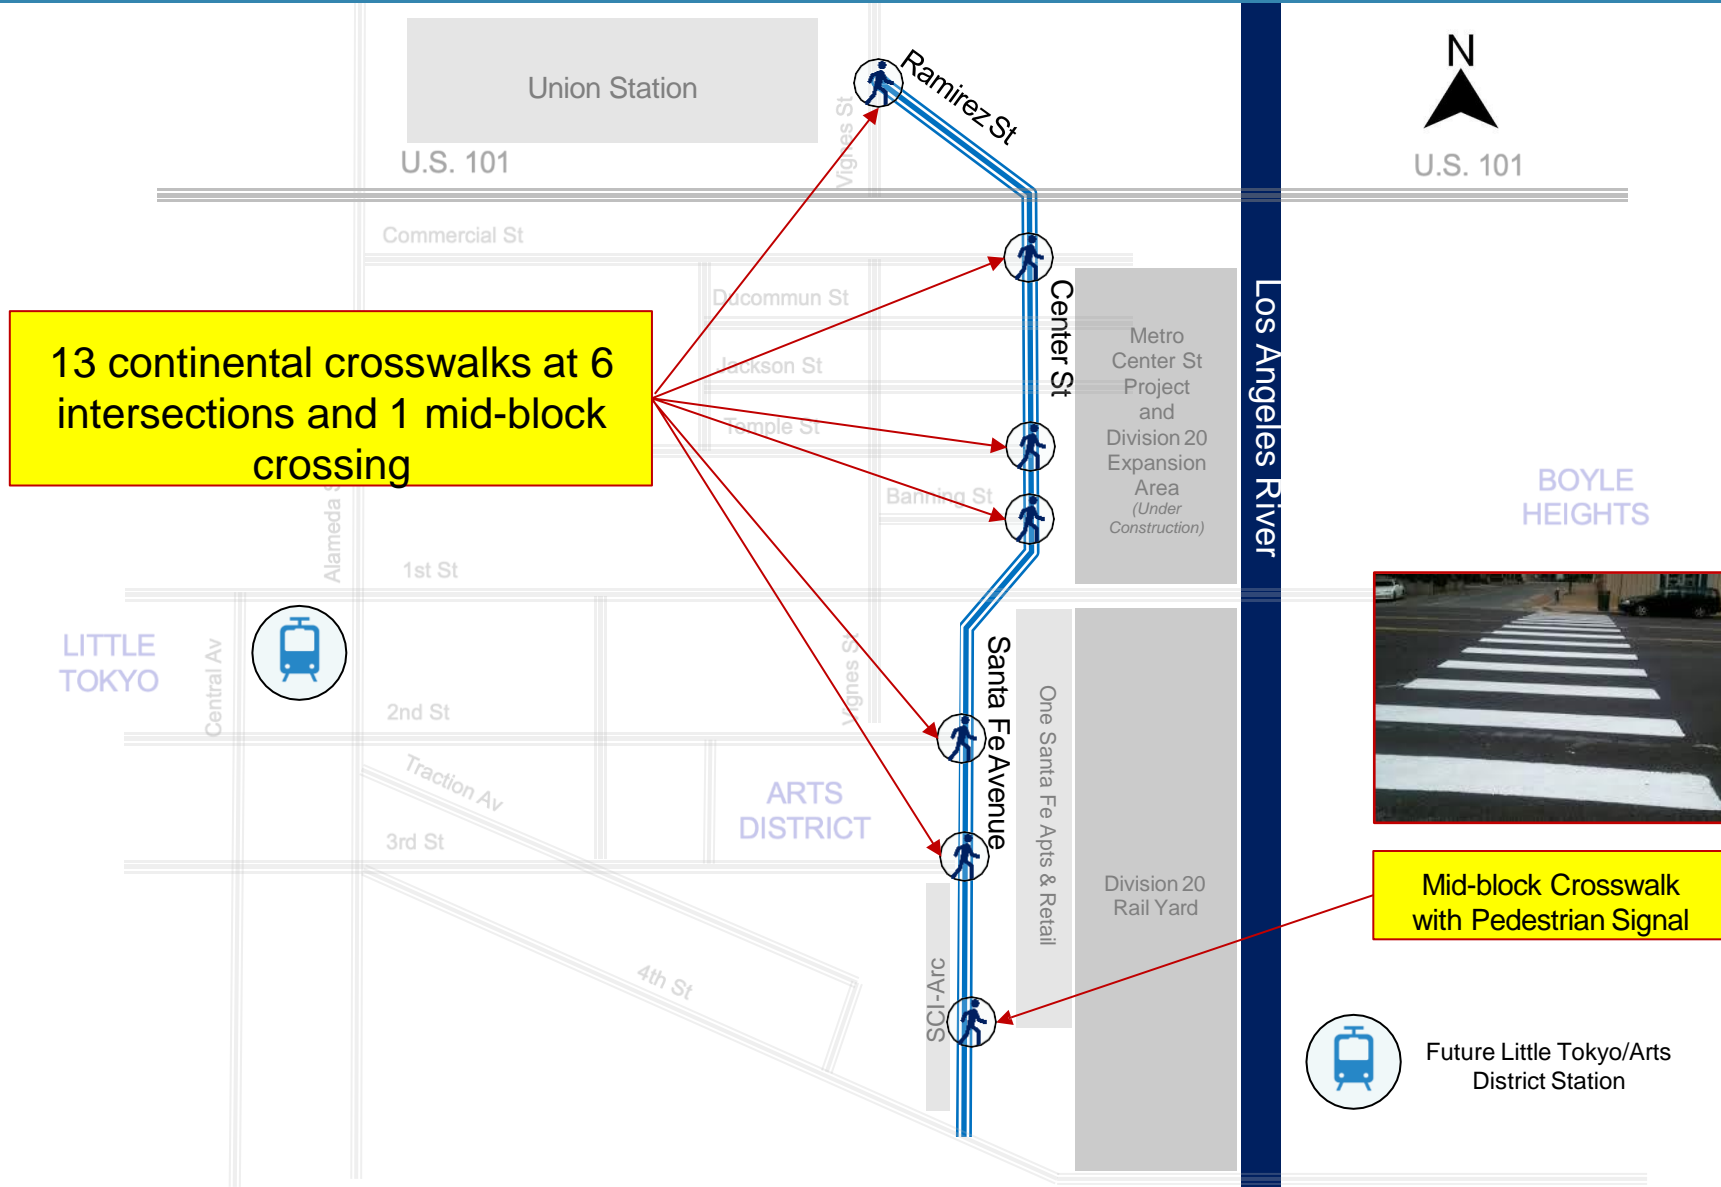 Union Station
Ramirez St
N
Vignes St
U.S. 101
U.S. 101
Commercial St
Ducommun St
Center St
Los Angeles River
13 continental crosswalks at 6
intersections and 1 mid-block
crossing
Jackson St
Metro
Center St
Project
and
Division 20
Expansion
Area
(Under
Construction)
Temple St
Banning St
BOYLE
HEIGHTS
Alameda S
1st St
LITTLE
TOKYO
Central Av
Vignes St
Santa Fe Avenue
One Santa Fe Apts & Retail
2nd St
Traction Av
ARTS
DISTRICT
3rd St
Division 20
Rail Yard
Mid-block Crosswalk
with Pedestrian Signal
4th St
SCI-Arc
Future Little Tokyo/Arts
District Station